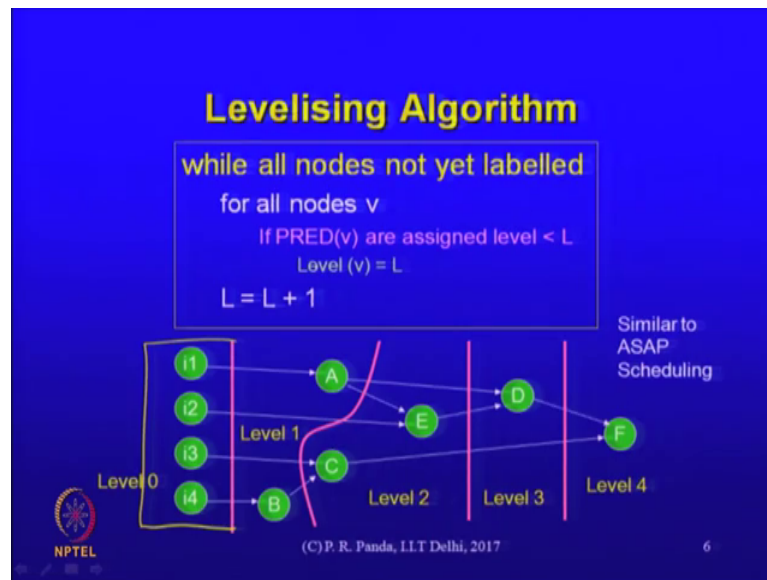 Levelising Algorithm
while all nodes not yet labelled
for all nodes v
If PRED(v) are assigned level < L
Level (v) = L
L = L + 1
Similar to
ASAP
Scheduling
i1
A
D
i2
E
F
Level 1
i3
C
Level 0
i4
B
Level 2
Level 3
Level 4
NPTEL
(C) P. R. Panda, I.I.T Delhi, 2017
6